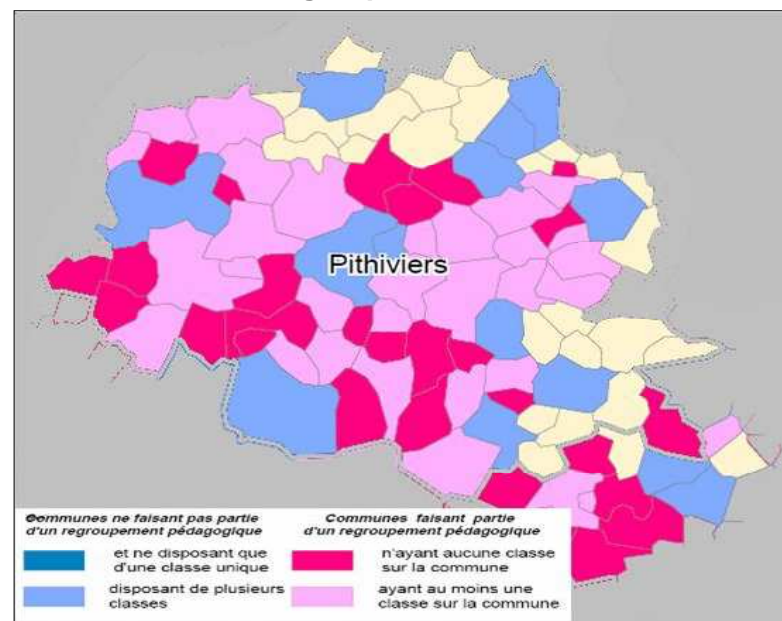 Pithiviers
Communes ne faisant pas partie
d'un regroupement pédagogique
et ne disposant que
d'une classe unique
disposant de plusieurs
classes
Communes faisant partie
d'un regroupement pédagogique
n'ayant aucune classe
sur la commune
ayant au moins une
classe sur la commune